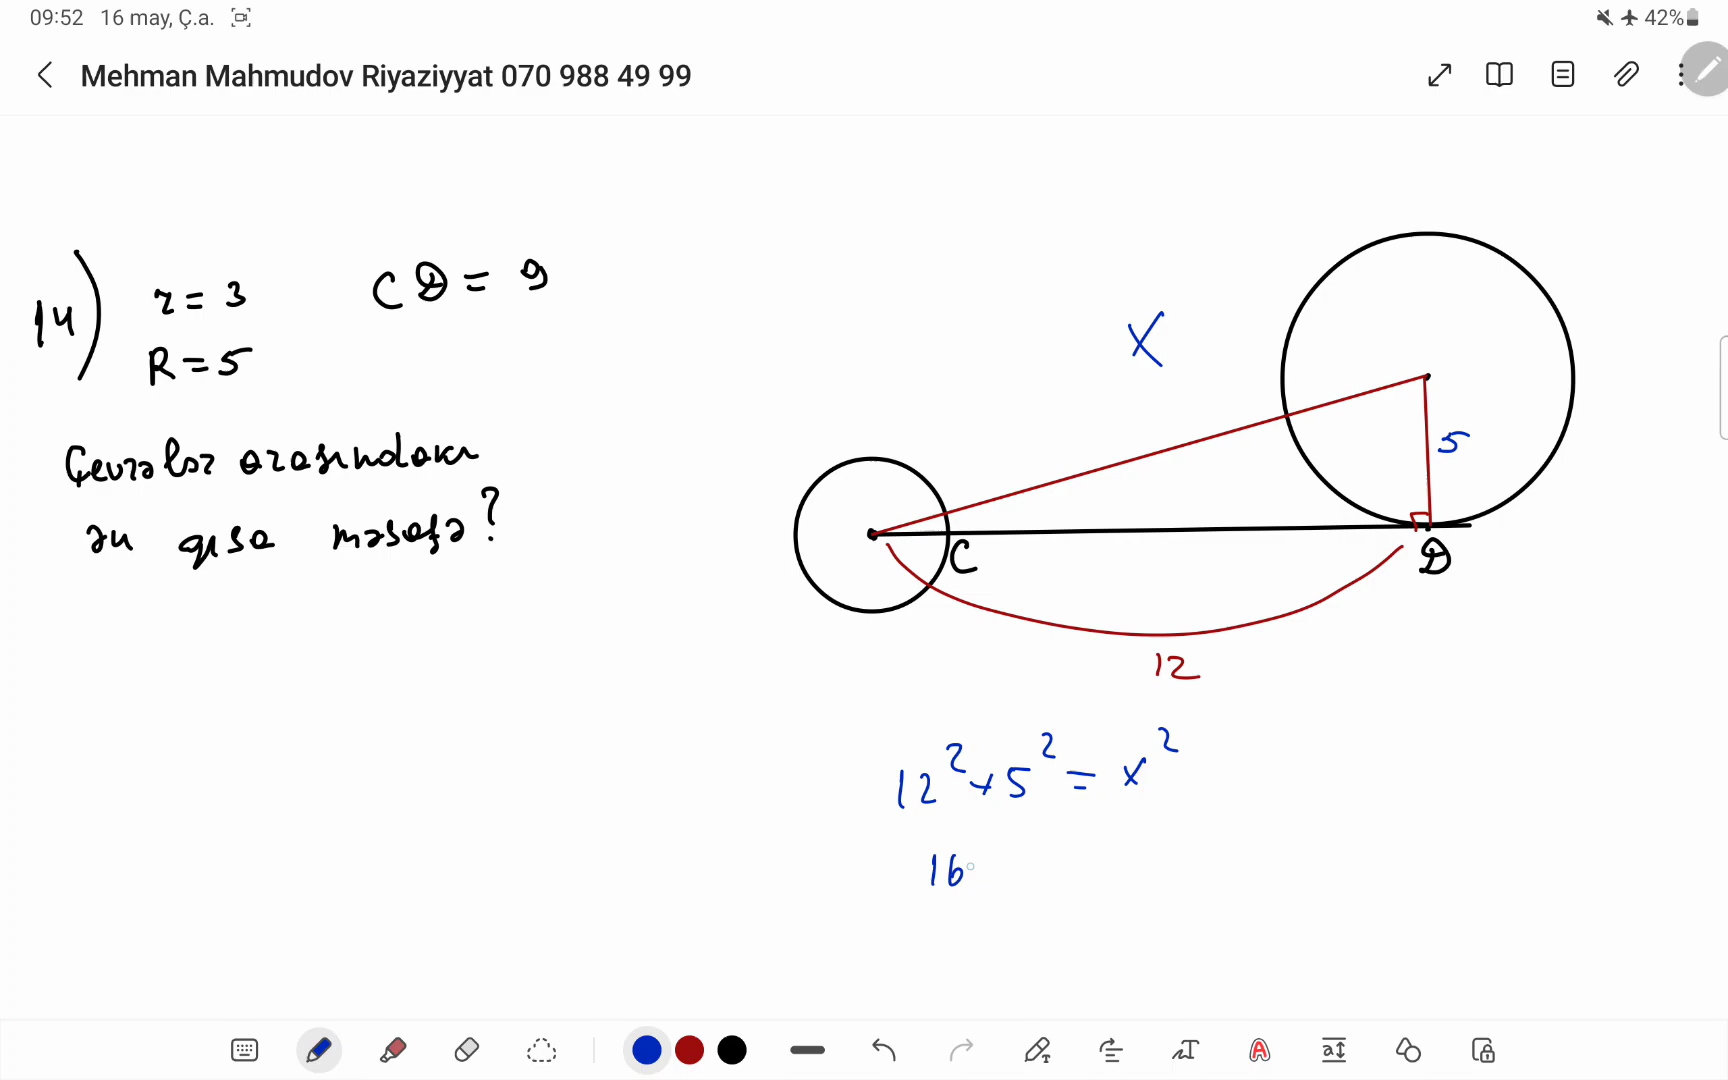 09:52 16 may, Ç.a. 42%
Mehman Mahmudov Riyaziyyat 070 988 49 99
14) r = 3 CD = 9
R = 5
Çevrələr arasındakı
ən qısa məsafə?
X
5
C
D
12
12² + 5² = x²
16